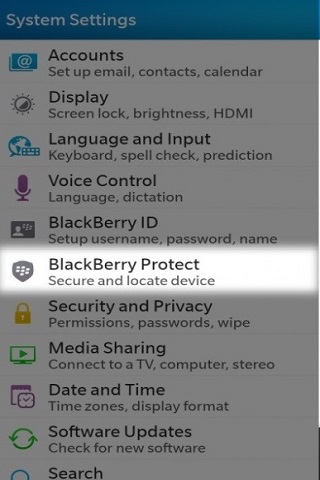 System Settings
Accounts
Set up email, contacts, calendar
Display
Screen lock, brightness, HDMI
Language and Input
Keyboard, spell check, prediction
Voice Control
Language, dictation
BlackBerry ID
Setup username, password, name
BlackBerry Protect
Secure and locate device
Security and Privacy
Permissions, passwords, wipe
Media Sharing
Connect to a TV, computer, stereo
Date and Time
Time zones, display format
Software Updates
Check for new software
Search